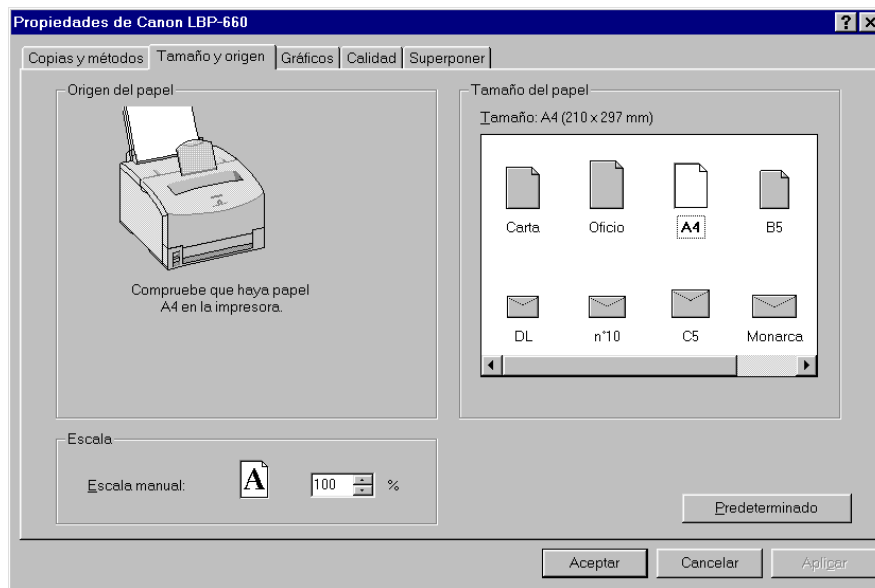 Propiedades de Canon LBP-660
Copias y métodos
Tamaño y origen
Gráficos
Calidad
Superponer
Origen del papel
Compruebe que haya papel
A4 en la impresora.
Tamaño del papel
Tamaño: A4 (210 x 297 mm)
Carta
Oficio
A4
B5
DL
n°10
C5
Monarca
Escala
Escala manual:
A
100
%
Predeterminado
Aceptar
Cancelar
Aplicar